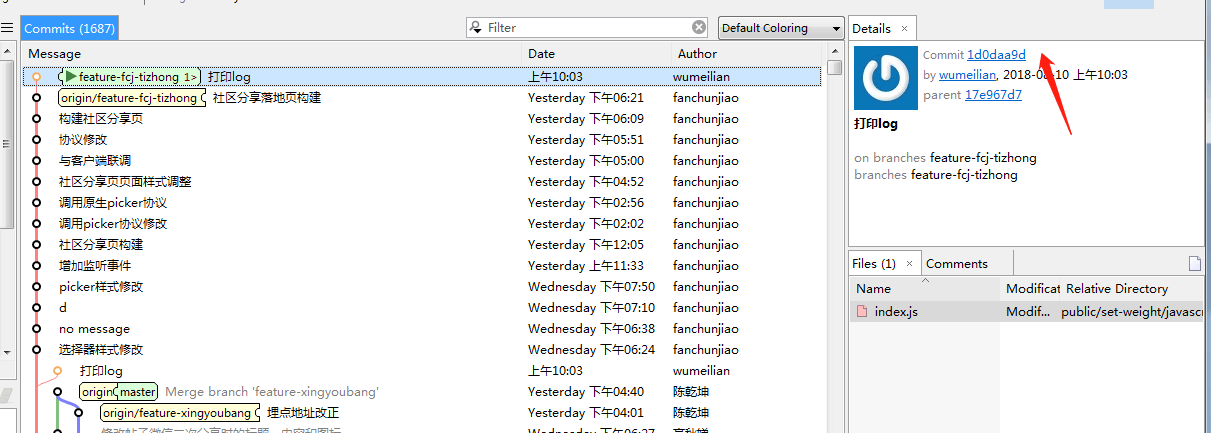 Commits (1687)
Filter
Default Coloring
Message Date Author
feature-fcj-tizhong 1> 打印log 上午10:03 wumeilian
origin/feature-fcj-tizhong 社区分享落地页构建 Yesterday 下午06:21 fanchunjiao
构建社区分享页 Yesterday 下午06:09 fanchunjiao
协议修改 Yesterday 下午05:51 fanchunjiao
与客户端联调 Yesterday 下午05:00 fanchunjiao
社区分享页页面样式调整 Yesterday 下午04:52 fanchunjiao
调用原生picker协议 Yesterday 下午02:56 fanchunjiao
调用picker协议修改 Yesterday 下午02:02 fanchunjiao
社区分享页构建 Yesterday 下午12:05 fanchunjiao
增加监听事件 Yesterday 上午11:33 fanchunjiao
picker样式修改 Wednesday 下午07:50 fanchunjiao
d Wednesday 下午07:10 fanchunjiao
no message Wednesday 下午06:38 fanchunjiao
选择器样式修改 Wednesday 下午06:24 fanchunjiao
打印log 上午10:03 wumeilian
origin master Merge branch 'feature-xingyoubang' Yesterday 下午04:40 陈乾坤
origin/feature-xingyoubang 埋点地址改正 Yesterday 下午04:01 陈乾坤
Details
Commit 1d0daa9d
by wumeilian, 2018-08-10 上午10:03
parent 17e967d7
打印log
on branches feature-fcj-tizhong
branches feature-fcj-tizhong
Files (1) Comments
Name Modificat Relative Directory
index.js Modif... public/set-weight/javasc